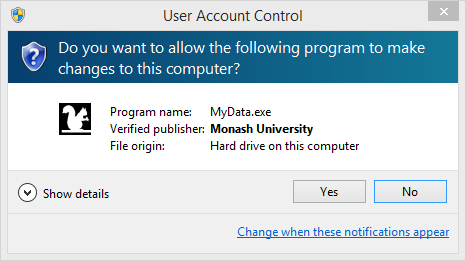 User Account Control
Do you want to allow the following program to make
changes to this computer?
Program name: MyData.exe
Verified publisher: Monash University
File origin: Hard drive on this computer
Show details
Yes
No
Change when these notifications appear